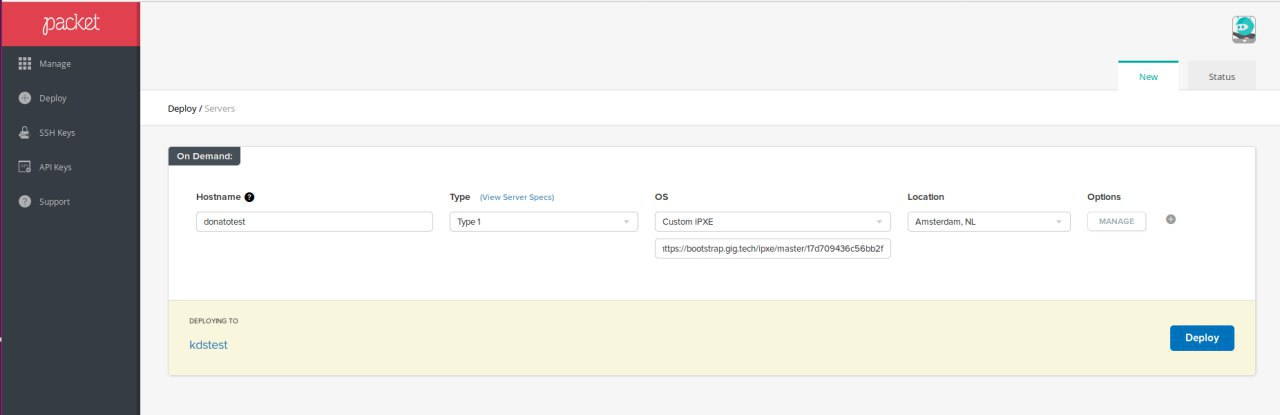 packet
Manage
Deploy
SSH Keys
API Keys
Support
New
Status
Deploy / Servers
On Demand:
Hostname ?
Type (View Server Specs)
OS
Location
Options
donatotest
Type 1
Custom iPXE
Amsterdam, NL
MANAGE
ttps://bootstrap.gig.tech/ipxe/master/17d709436c56bb2f
DEPLOYING TO
kdstest
Deploy